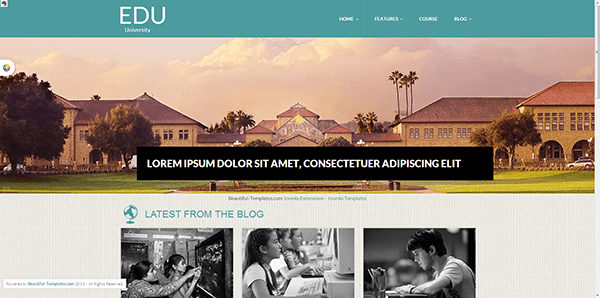 EDU
University
HOME
FEATURES
COURSE
BLOG
LOREM IPSUM DOLOR SIT AMET, CONSECTETUER ADIPISCING ELIT
Beautiful-Templates.com Joomla Extensions - Joomla Templates
LATEST FROM THE BLOG
Powered by Beautiful-Templates.com 2013 - All Rights Reserved.